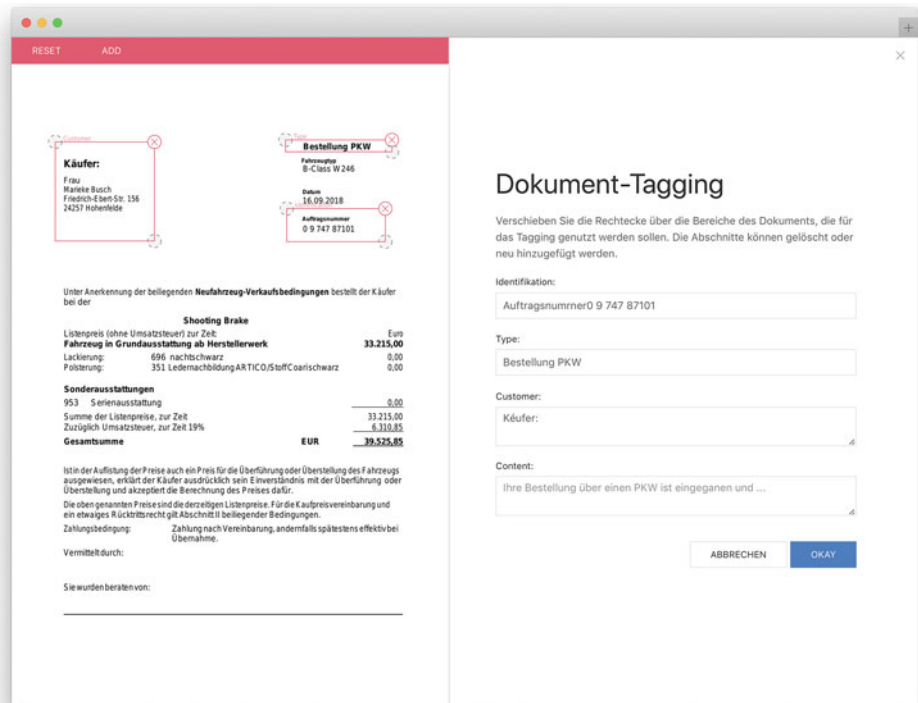 RESET ADD
Customer
Käufer:
Frau
Marieke Busch
Friedrich-Ebert-Str. 156
24257 Hohenfelde
Type
Bestellung PKW
Fahrzeugtyp
B-Class W246
Datum
16.09.2018
Auftragsnummer
0 9 747 87101
Unter Anerkennung der beiliegenden Neufahrzeug-Verkaufsbedingungen bestellt der Käufer
bei der
Shooting Brake
Listenpreis (ohne Umsatzsteuer) zur Zeit: Euro
Fahrzeug in Grundausstattung ab Herstellerwerk 33.215,00
Lackierung: 696 nachtschwarz 0,00
Polsterung: 351 Ledernachbildung ARTICO/Stoff Coarischwarz 0,00
Sonderausstattungen
953 Serienausstattung 0,00
Summe der Listenpreise, zur Zeit 33.215,00
Zuzüglich Umsatzsteuer, zur Zeit 19% 6.310,85
Gesamtsumme EUR 39.525,85
Ist in der Auflistung der Preise auch ein Preis für die Überführung oder Überstellung des Fahrzeugs
ausgewiesen, erklärt der Käufer ausdrücklich sein Einverständnis mit der Überführung oder
Überstellung und akzeptiert die Berechnung des Preises dafür.
Die oben genannten Preise sind die derzeitigen Listenpreise. Für die Kaufpreisvereinbarung und
ein etwaiges Rücktrittsrecht gilt Abschnitt II beiliegender Bedingungen.
Zahlungsbedingung: Zahlung nach Vereinbarung, andernfalls spätestens effektiv bei
Übernahme.
Vermittelt durch:
Sie wurden beraten von:
Dokument-Tagging
Verschieben Sie die Rechtecke über die Bereiche des Dokuments, die für
das Tagging genutzt werden sollen. Die Abschnitte können gelöscht oder
neu hinzugefügt werden.
Identifikation:
Auftragsnumrner0 9 747 87101
Type:
Bestellung PKW
Customer:
Kéufer:
Content:
Ihre Bestellung über einen PKW ist eingeganen und ...
ABBRECHEN OKAY